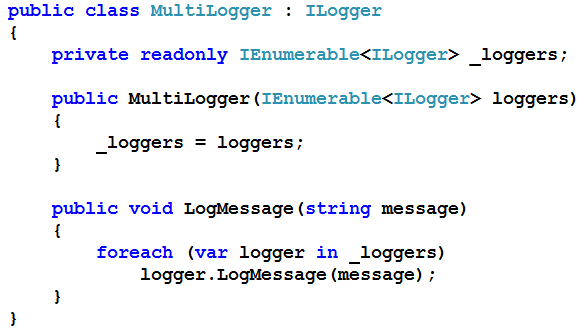 public class MultiLogger : ILogger
{
    private readonly IEnumerable<ILogger> _loggers;

    public MultiLogger(IEnumerable<ILogger> loggers)
    {
        _loggers = loggers;
    }

    public void LogMessage(string message)
    {
        foreach (var logger in _loggers)
            logger.LogMessage(message);
    }
}